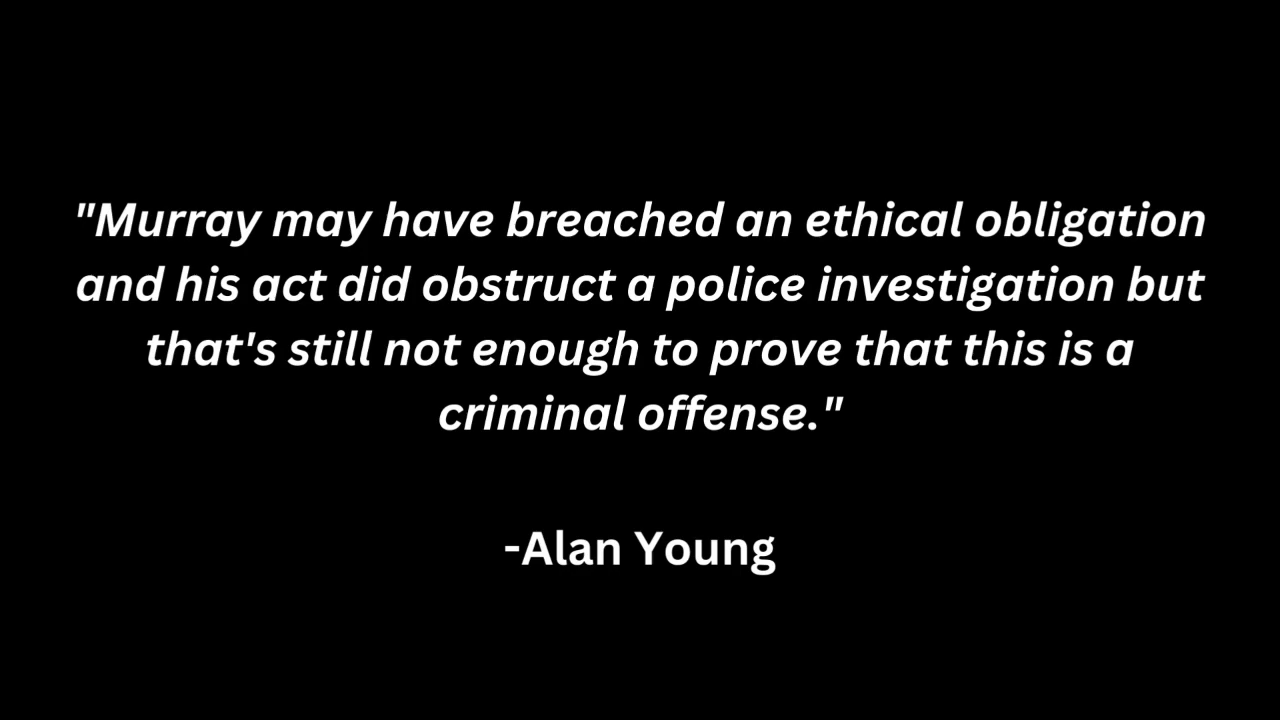 "Murray may have breached an ethical obligation
and his act did obstruct a police investigation but
that's still not enough to prove that this is a
criminal offense."
-Alan Young